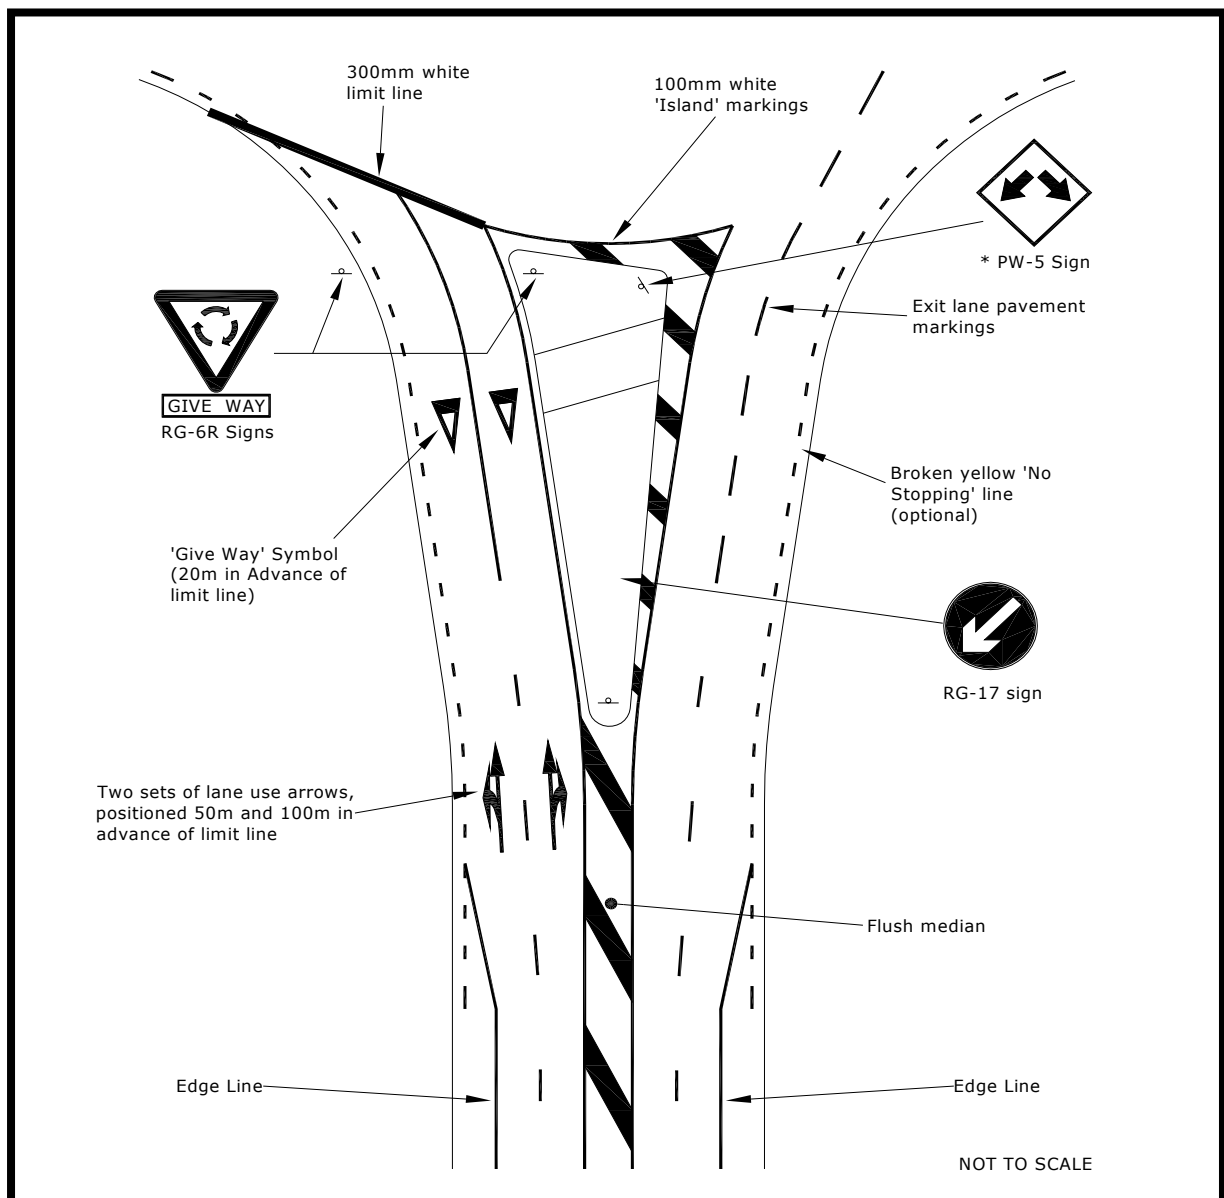 300mm white
limit line
100mm white
'Island' markings
* PW-5 Sign
Exit lane pavement
markings
GIVE WAY
RG-6R Signs
Broken yellow 'No
Stopping' line
(optional)
'Give Way' Symbol
(20m in Advance of
limit line)
RG-17 sign
Two sets of lane use arrows,
positioned 50m and 100m in
advance of limit line
Flush median
Edge Line
Edge Line
NOT TO SCALE